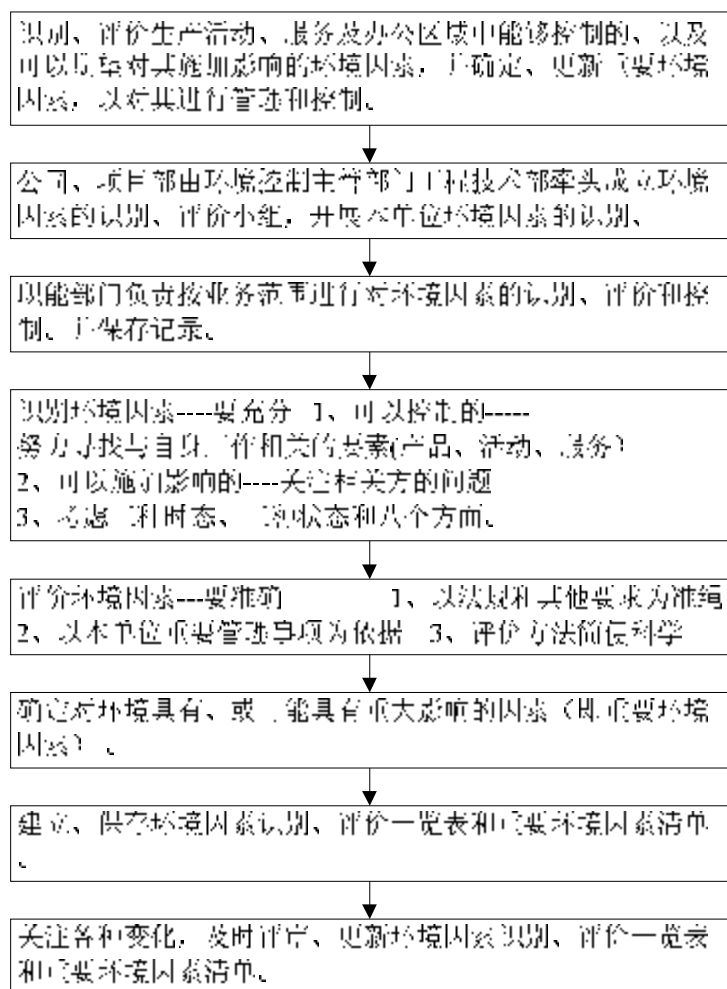 识别、评价生产活动、服务及办公区域中能够控制的、以及
可以期望对其施加影响的环境因素，并确定、更新重要环境
因素，以对其进行管理和控制。
公司、项目部由环境控制主管部门工程技术部牵头成立环境
因素的识别、评价小组，开展本单位环境因素的识别、
职能部门负责按业务范围进行对环境因素的识别、评价和控
制。并保存记录。
识别环境因素----要充分 1、可以控制的-----
努力寻找与自身工作相关的要素(产品、活动、服务)
2、可以施加影响的----关注相关方的问题
3、考虑三种时态、三种状态和八个方面。
评价环境因素---要准确 1、以法规和其他要求为准绳
2、以本单位重要管理事项为依据 3、评价方法简便科学
确定对环境具有、或可能具有重大影响的因素（即重要环境
因素）。
建立、保存环境因素识别、评价一览表和重要环境因素清单
。
关注各种变化，及时评审、更新环境因素识别、评价一览表
和重要环境因素清单。